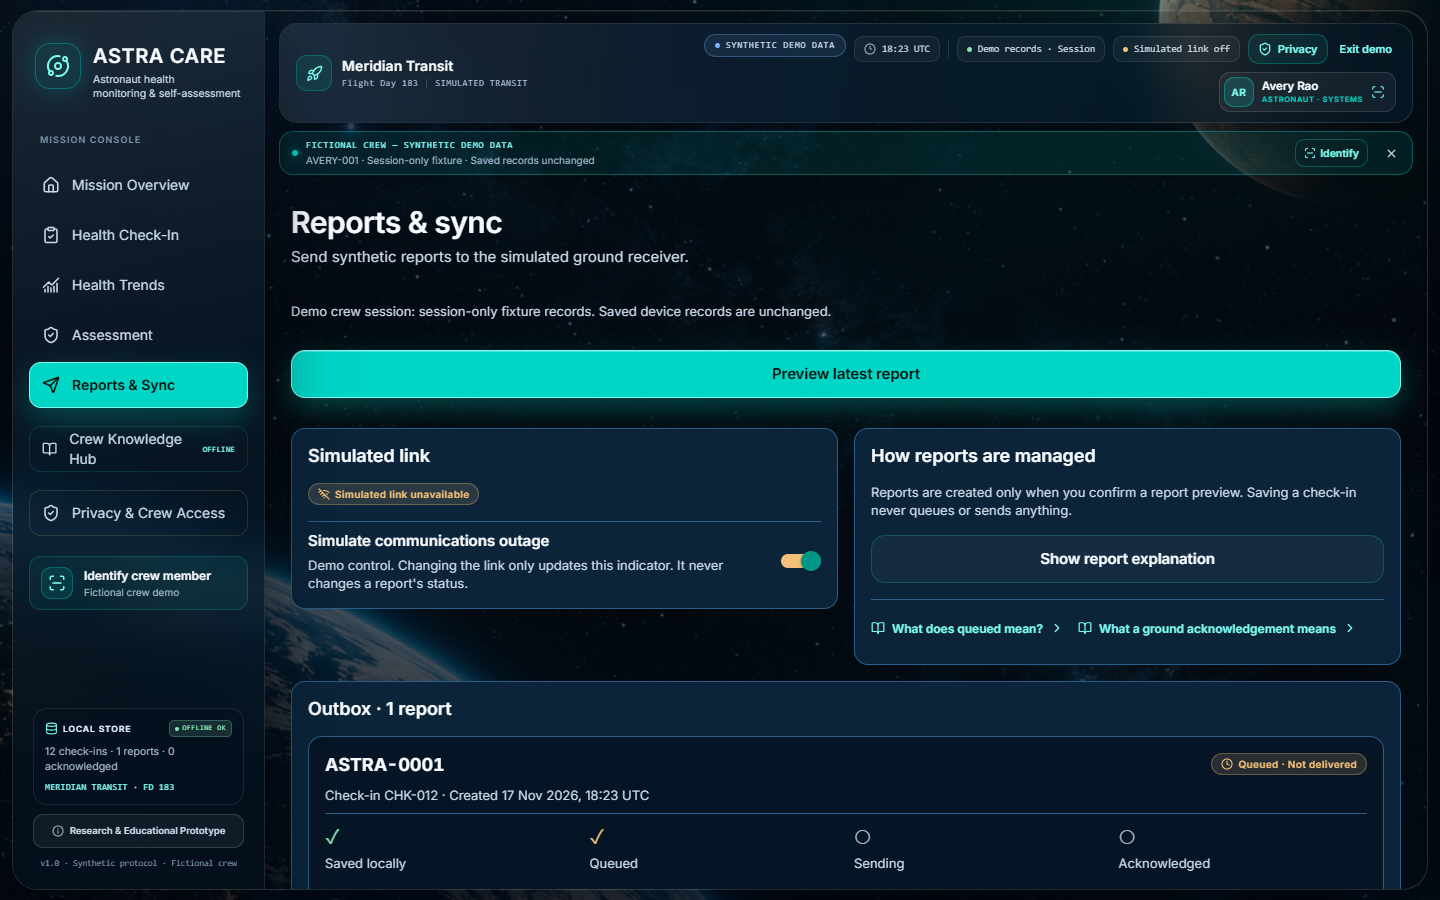 ASTRA CARE
Astronaut health
monitoring & self-assessment
MISSION CONSOLE
Mission Overview
Health Check-In
Health Trends
Assessment
Reports & Sync
Crew Knowledge
Hub
OFFLINE
Privacy & Crew Access
Identify crew member
Fictional crew demo
LOCAL STORE
OFFLINE OK
12 check-ins · 1 reports · 0
acknowledged
MERIDIAN TRANSIT · FD 183
Research & Educational Prototype
v1.0 · Synthetic protocol · Fictional crew
Meridian Transit
Flight Day 183 | SIMULATED TRANSIT
SYNTHETIC DEMO DATA
18:23 UTC
Demo records · Session
Simulated link off
Privacy
Exit demo
AR
Avery Rao
ASTRONAUT · SYSTEMS
FICTIONAL CREW — SYNTHETIC DEMO DATA
AVERY-001 · Session-only fixture · Saved records unchanged
Identify
Reports & sync
Send synthetic reports to the simulated ground receiver.
Demo crew session: session-only fixture records. Saved device records are unchanged.
Preview latest report
Simulated link
Simulated link unavailable
Simulate communications outage
Demo control. Changing the link only updates this indicator. It never
changes a report's status.
How reports are managed
Reports are created only when you confirm a report preview. Saving a check-in
never queues or sends anything.
Show report explanation
What does queued mean?
What a ground acknowledgement means
Outbox · 1 report
ASTRA-0001
Queued · Not delivered
Check-in CHK-012 · Created 17 Nov 2026, 18:23 UTC
Saved locally
Queued
Sending
Acknowledged